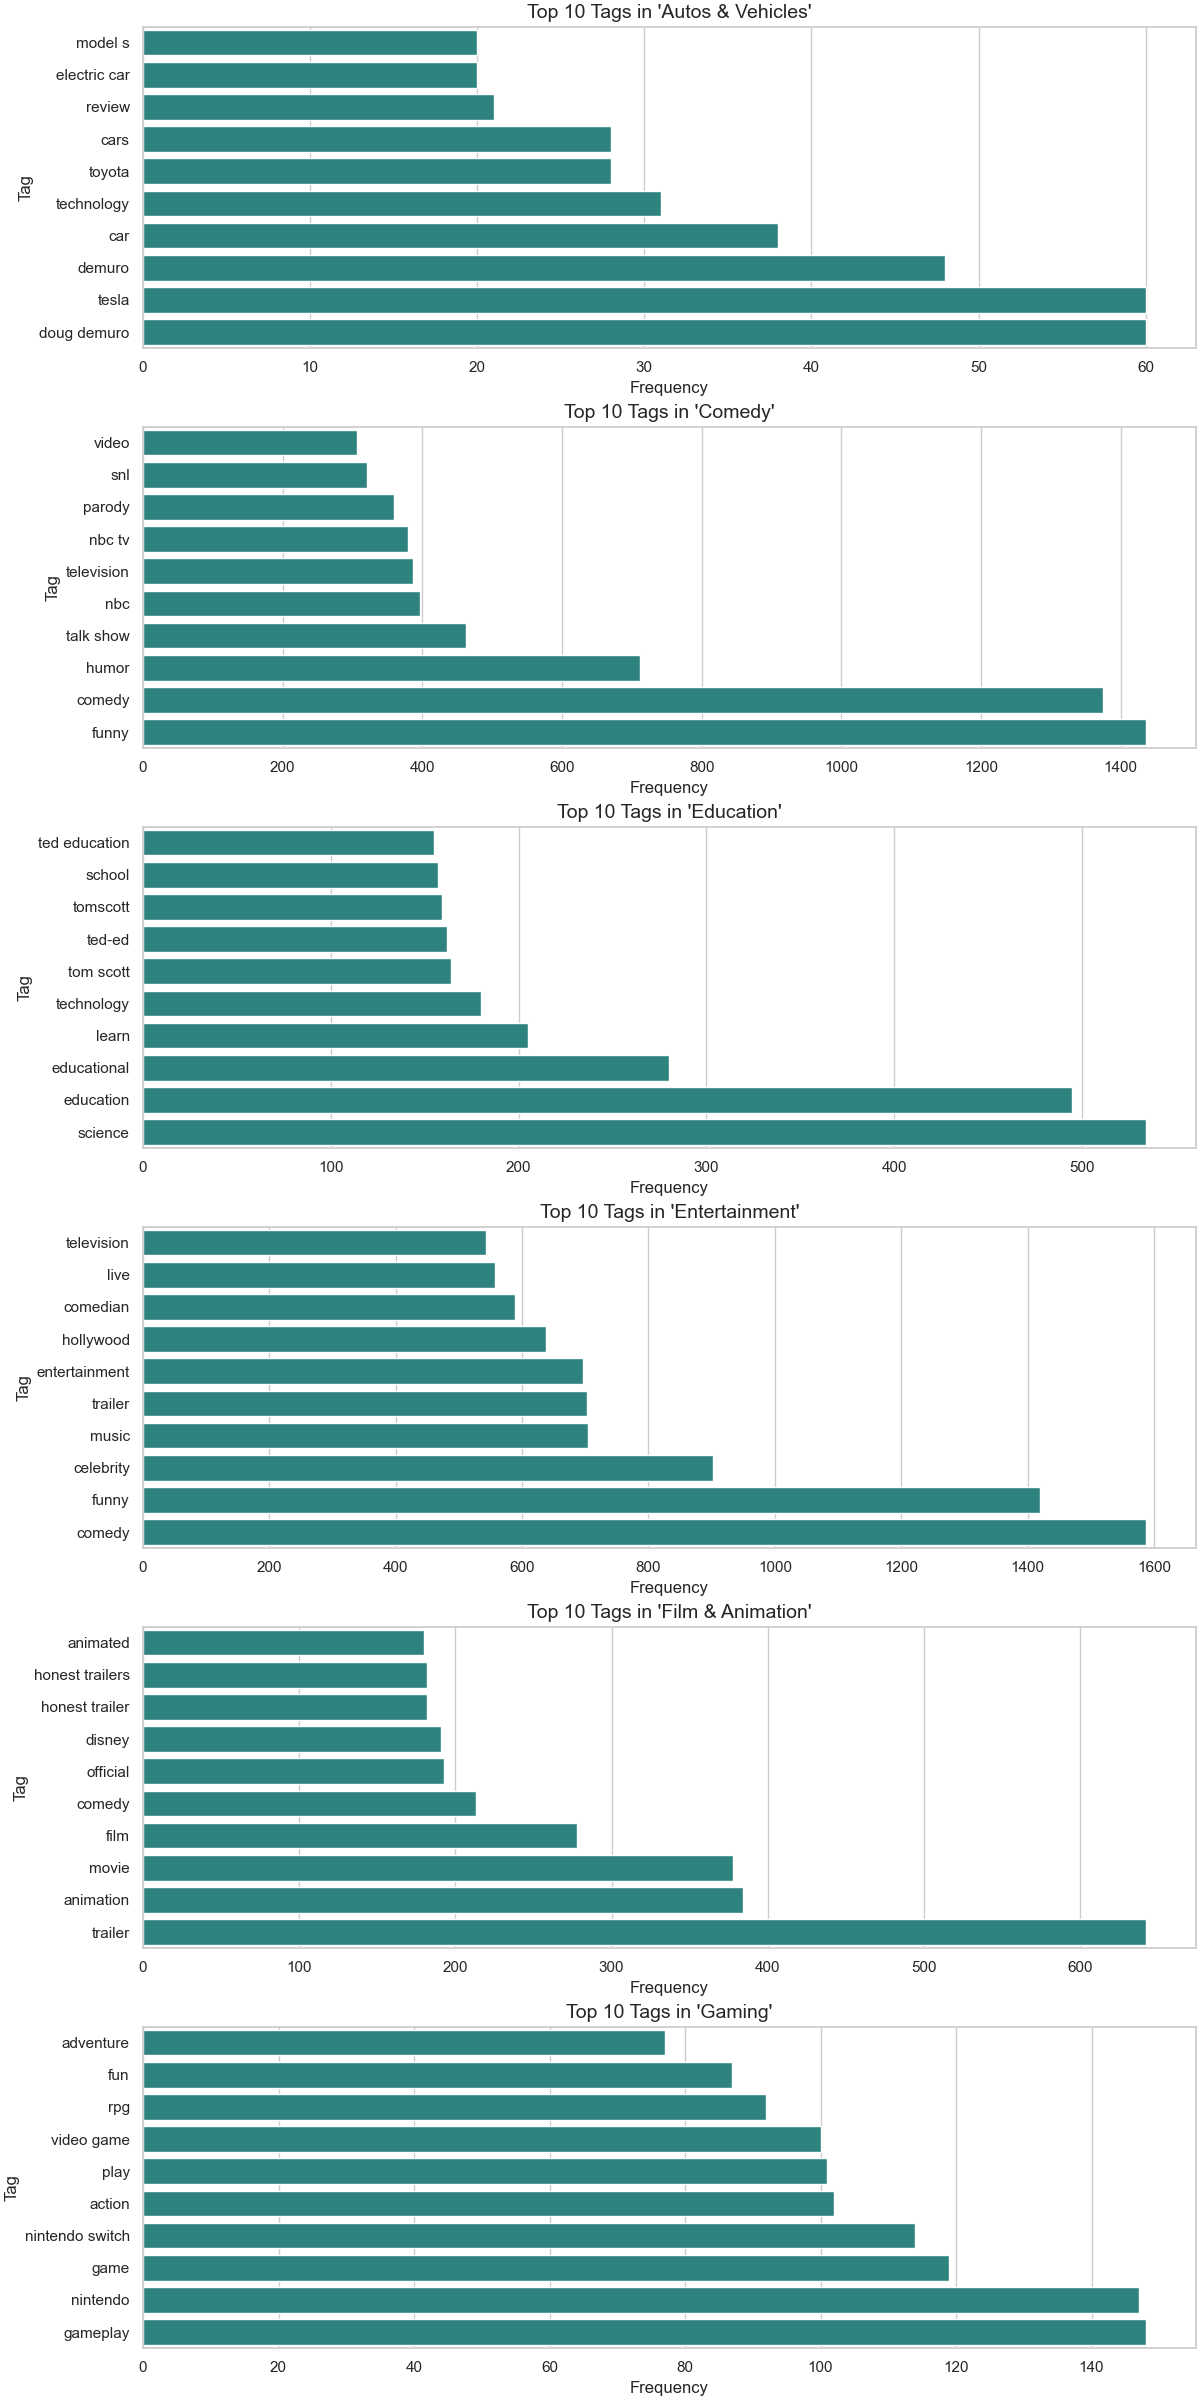 Top 10 Tags in 'Autos & Vehicles'
Tag
model s
electric car
review
cars
toyota
technology
car
demuro
tesla
doug demuro
0 10 20 30 40 50 60
Frequency
Top 10 Tags in 'Comedy'
Tag
video
snl
parody
nbc tv
television
nbc
talk show
humor
comedy
funny
0 200 400 600 800 1000 1200 1400
Frequency
Top 10 Tags in 'Education'
Tag
ted education
school
tomscott
ted-ed
tom scott
technology
learn
educational
education
science
0 100 200 300 400 500
Frequency
Top 10 Tags in 'Entertainment'
Tag
television
live
comedian
hollywood
entertainment
trailer
music
celebrity
funny
comedy
0 200 400 600 800 1000 1200 1400 1600
Frequency
Top 10 Tags in 'Film & Animation'
Tag
animated
honest trailers
honest trailer
disney
official
comedy
film
movie
animation
trailer
0 100 200 300 400 500 600
Frequency
Top 10 Tags in 'Gaming'
Tag
adventure
fun
rpg
video game
play
action
nintendo switch
game
nintendo
gameplay
0 20 40 60 80 100 120 140
Frequency